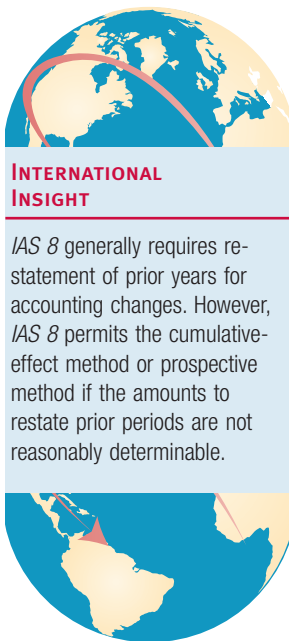 INTERNATIONAL
INSIGHT
IAS 8 generally requires re-
statement of prior years for
accounting changes. However,
IAS 8 permits the cumulative-
effect method or prospective
method if the amounts to
restate prior periods are not
reasonably determinable.